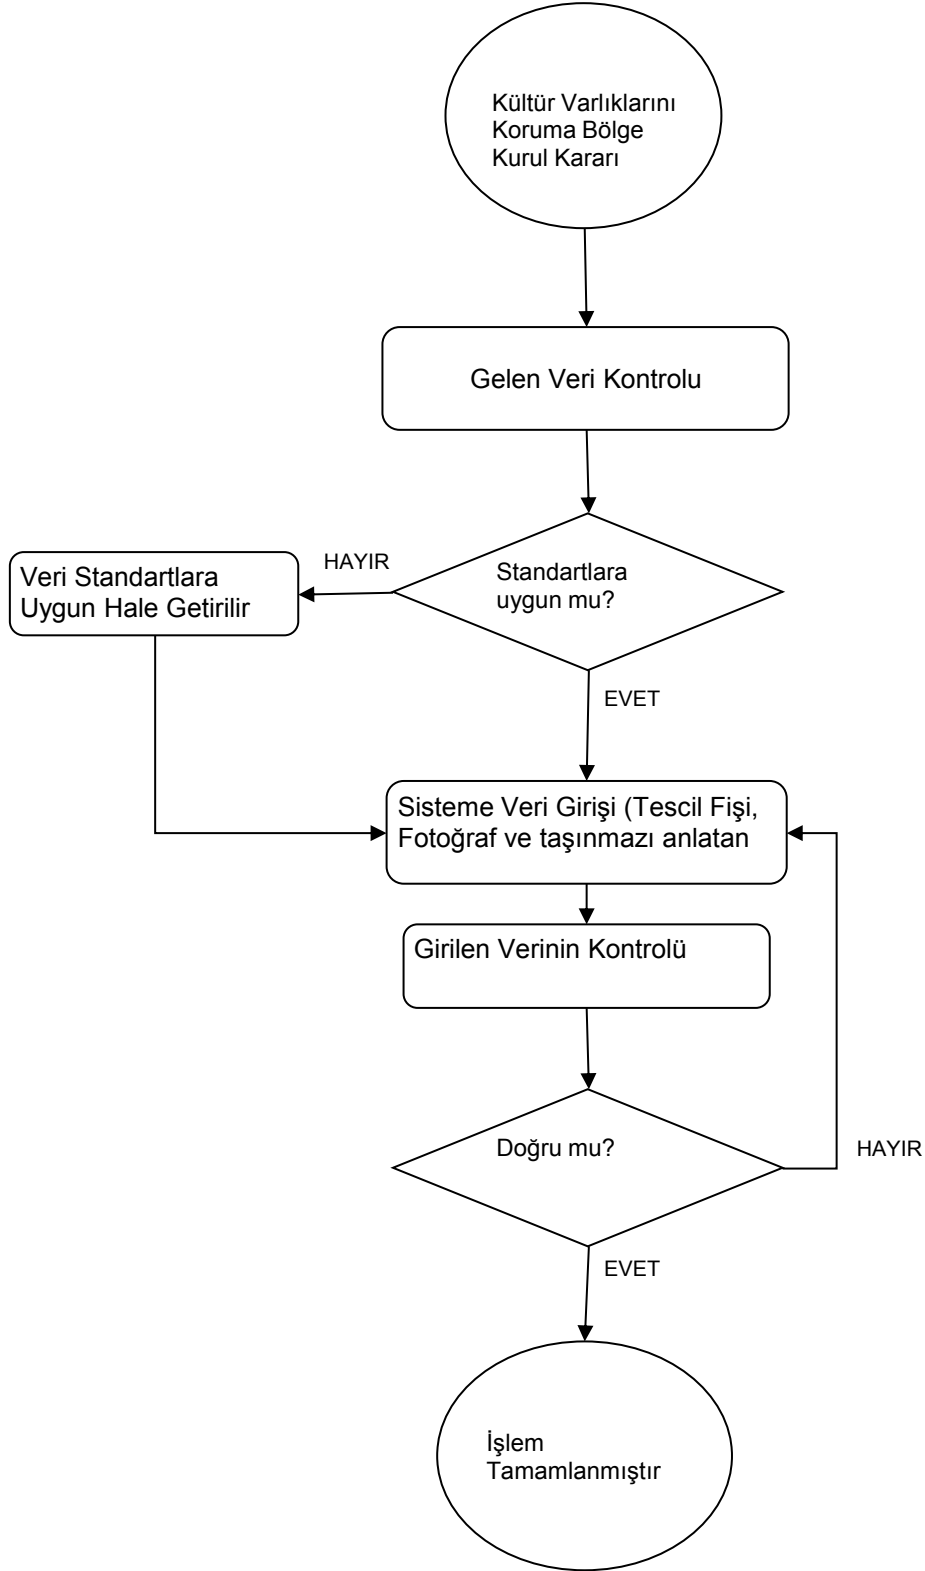 Kültür Varlıklarını
Koruma Bölge
Kurul Kararı
Gelen Veri Kontrolu
Standartlara
uygun mu?
HAYIR
Veri Standartlara
Uygun Hale Getirilir
EVET
Sisteme Veri Girişi (Tescil Fişi,
Fotoğraf ve taşınmazı anlatan
Girilen Verinin Kontrolü
Doğru mu?
HAYIR
EVET
İşlem
Tamamlanmıştır